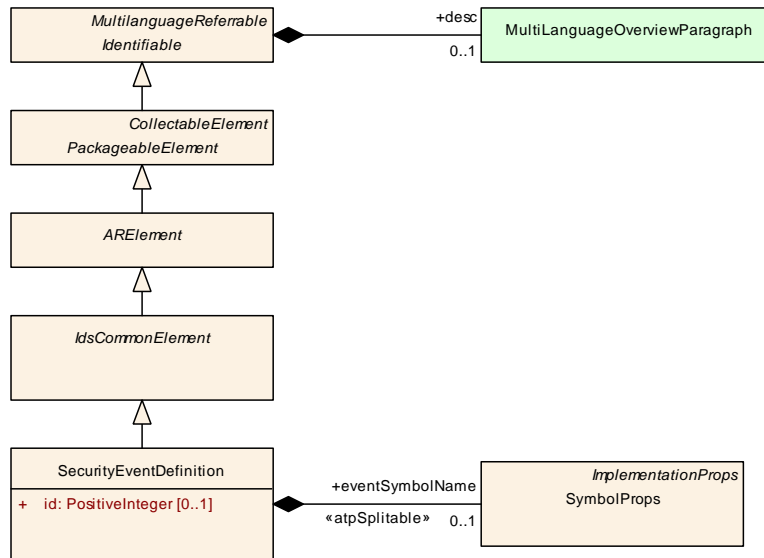 MultilanguageReferrable
Identifiable
+desc
0..1
MultiLanguageOverviewParagraph
CollectableElement
PackageableElement
ARElement
IdsCommonElement
SecurityEventDefinition
+ id: PositiveInteger [0..1]
+eventSymbolName
«atpSplitable»
0..1
ImplementationProps
SymbolProps